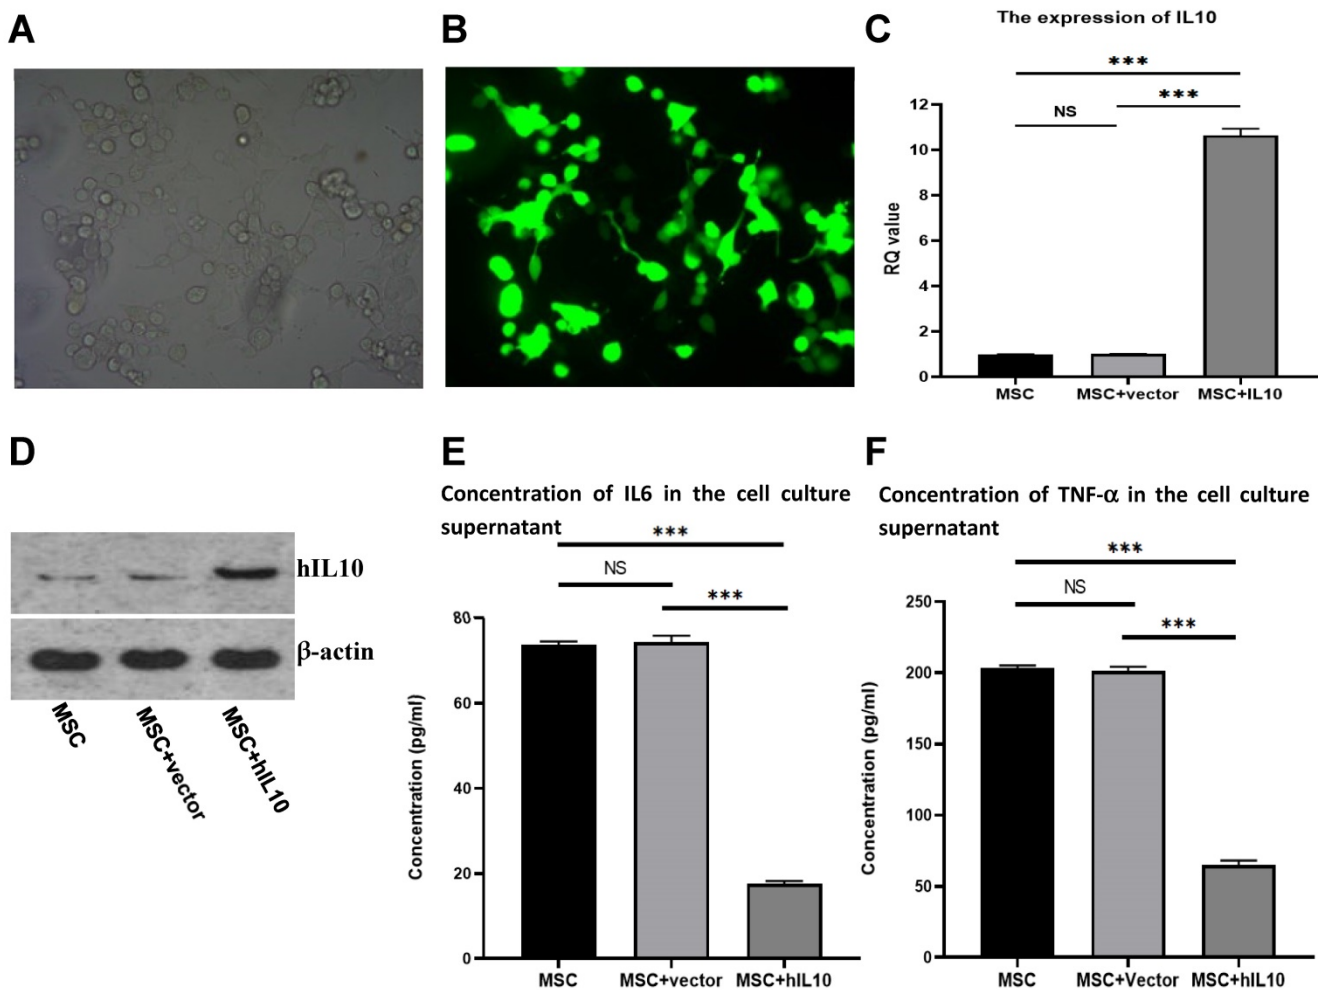 A
B
C
The expression of IL10
***
NS
***
12
10
8
6
4
2
0
RQ value
MSC
MSC+vector
MSC+IL10
D
hIL10
β-actin
MSC
MSC+vector
MSC+hIL10
E
Concentration of IL6 in the cell culture
supernatant
***
NS
***
80
60
40
20
0
Concentration (pg/ml)
MSC
MSC+vector
MSC+hIL10
F
Concentration of TNF-α in the cell culture
supernatant
***
NS
***
250
200
150
100
50
0
Concentration (pg/ml)
MSC
MSC+Vector
MSC+hIL10